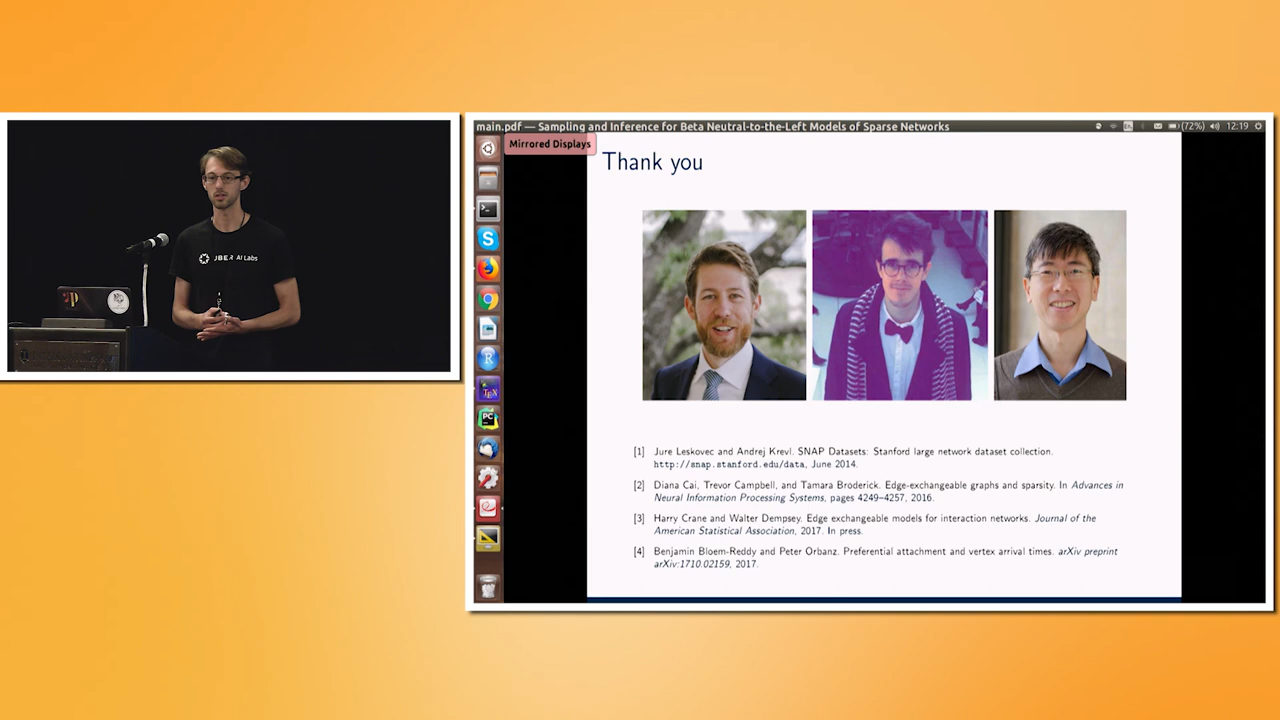 JBER AI Labs
main.pdf — Sampling and Inference for Beta Neutral-to-the-Left Models of Sparse Networks
(72%)
12:19
Mirrored Displays
Thank you
[1] Jure Leskovec and Andrej Krevl. SNAP Datasets: Stanford large network dataset collection.
http://snap.stanford.edu/data, June 2014.
[2] Diana Cai, Trevor Campbell, and Tamara Broderick. Edge-exchangeable graphs and sparsity. In Advances in
Neural Information Processing Systems, pages 4249–4257, 2016.
[3] Harry Crane and Walter Dempsey. Edge exchangeable models for interaction networks. Journal of the
American Statistical Association, 2017. In press.
[4] Benjamin Bloem-Reddy and Peter Orbanz. Preferential attachment and vertex arrival times. arXiv preprint
arXiv:1710.02159, 2017.